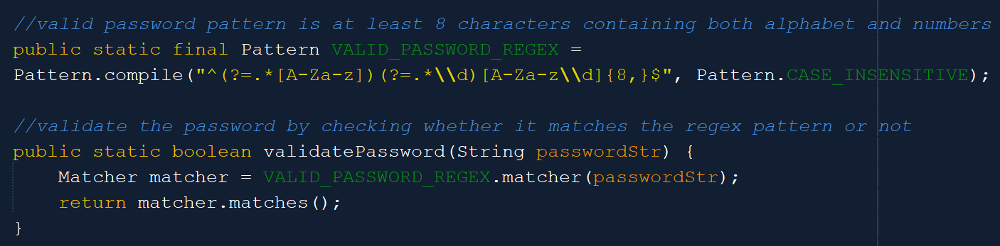 //valid password pattern is at least 8 characters containing both alphabet and numbers
public static final Pattern VALID_PASSWORD_REGEX =
Pattern.compile("^(?=.*[A-Za-z])(?=.*\\d)[A-Za-z\\d]{8,}$", Pattern.CASE_INSENSITIVE);
//validate the password by checking whether it matches the regex pattern or not
public static boolean validatePassword(String passwordStr) {
    Matcher matcher = VALID_PASSWORD_REGEX.matcher(passwordStr);
    return matcher.matches();
}